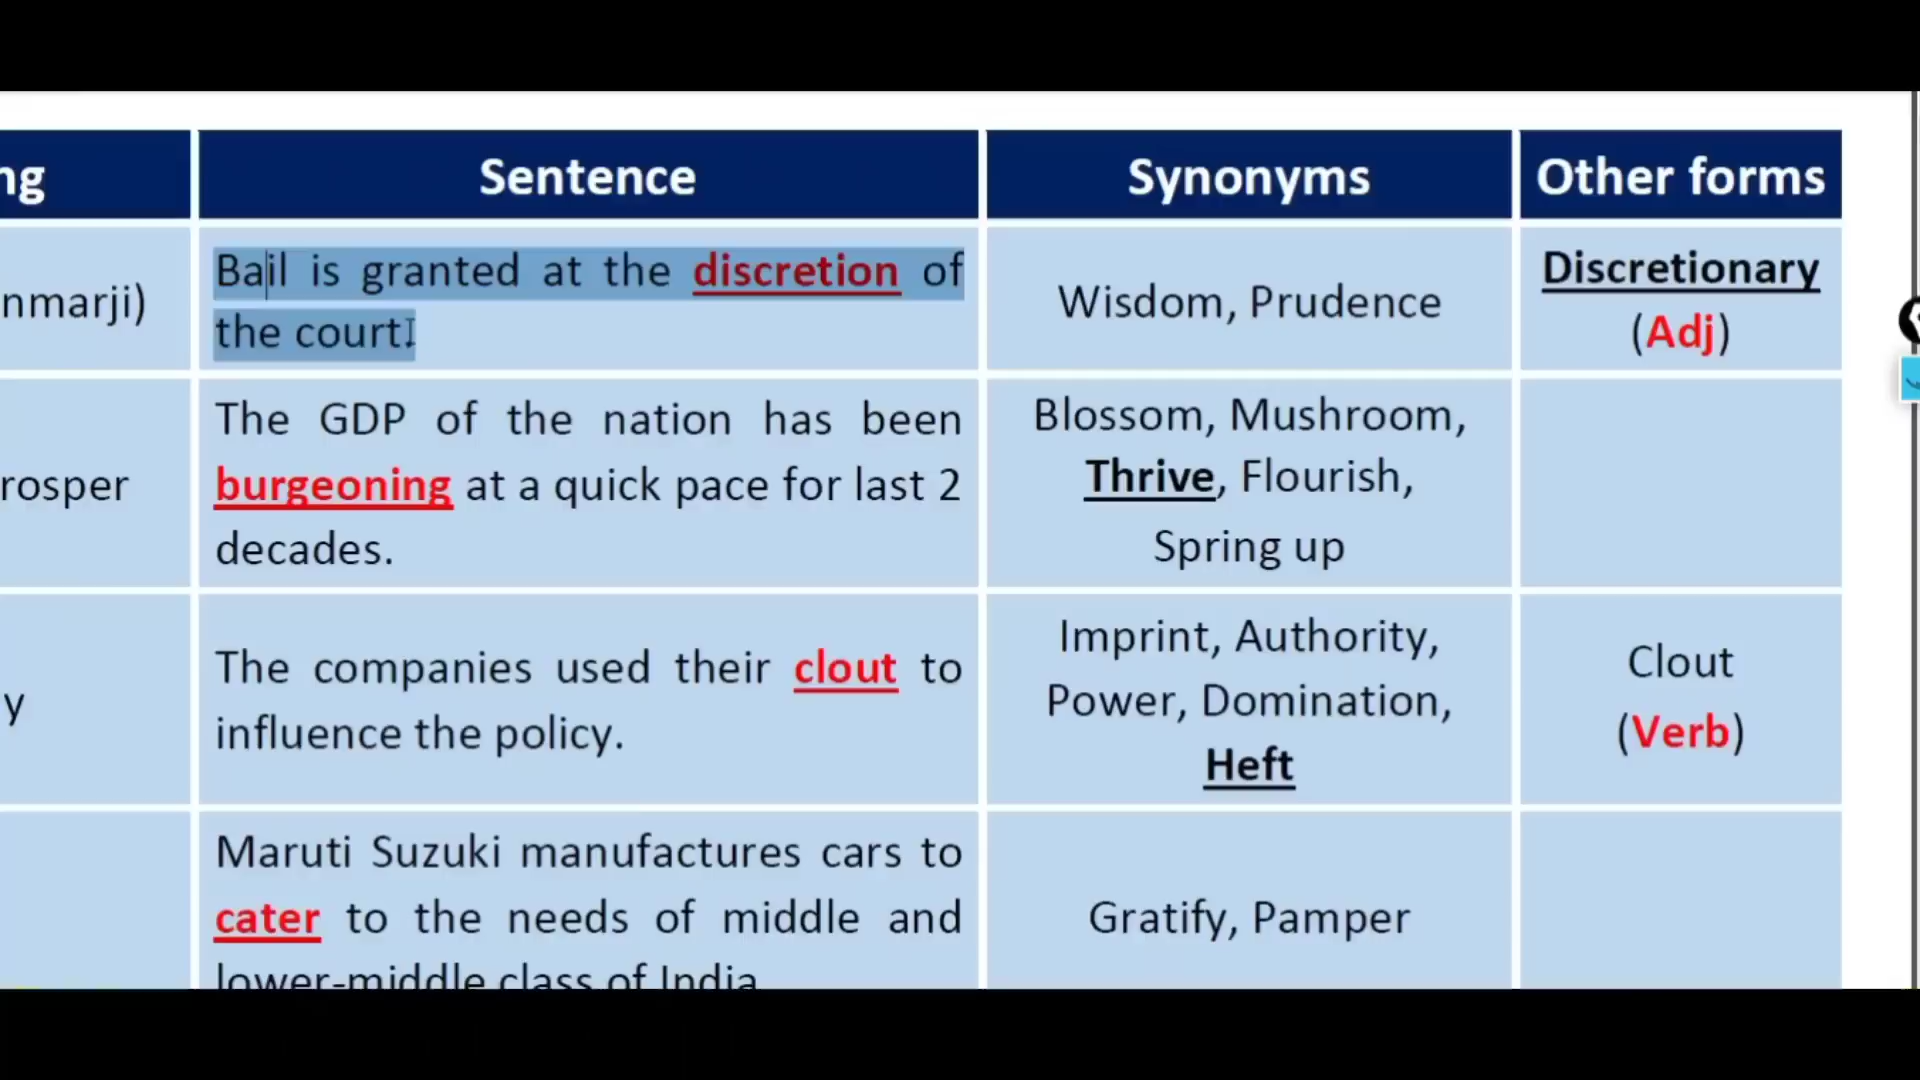 ng Sentence Synonyms Other forms
nmarji)
Bail is granted at the discretion of
the court.
Wisdom, Prudence
Discretionary
(Adj)
rosper
The GDP of the nation has been
burgeoning at a quick pace for last 2
decades.
Blossom, Mushroom,
Thrive, Flourish,
Spring up
y
The companies used their clout to
influence the policy.
Imprint, Authority,
Power, Domination,
Heft
Clout
(Verb)
Maruti Suzuki manufactures cars to
cater to the needs of middle and
lower-middle class of India
Gratify, Pamper